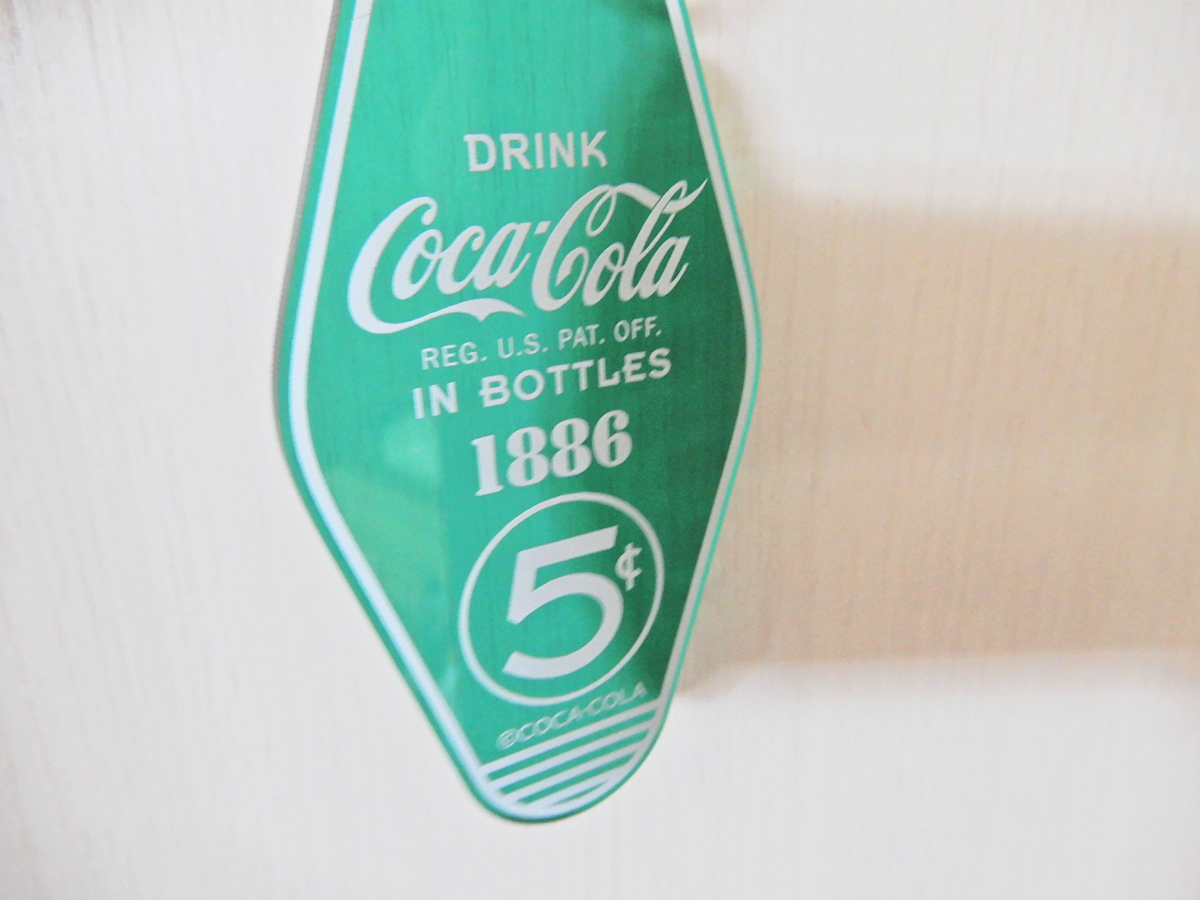 DRINK
Coca-Cola
REG. U.S. PAT. OFF.
IN BOTTLES
1886
5¢
©COCA-COLA